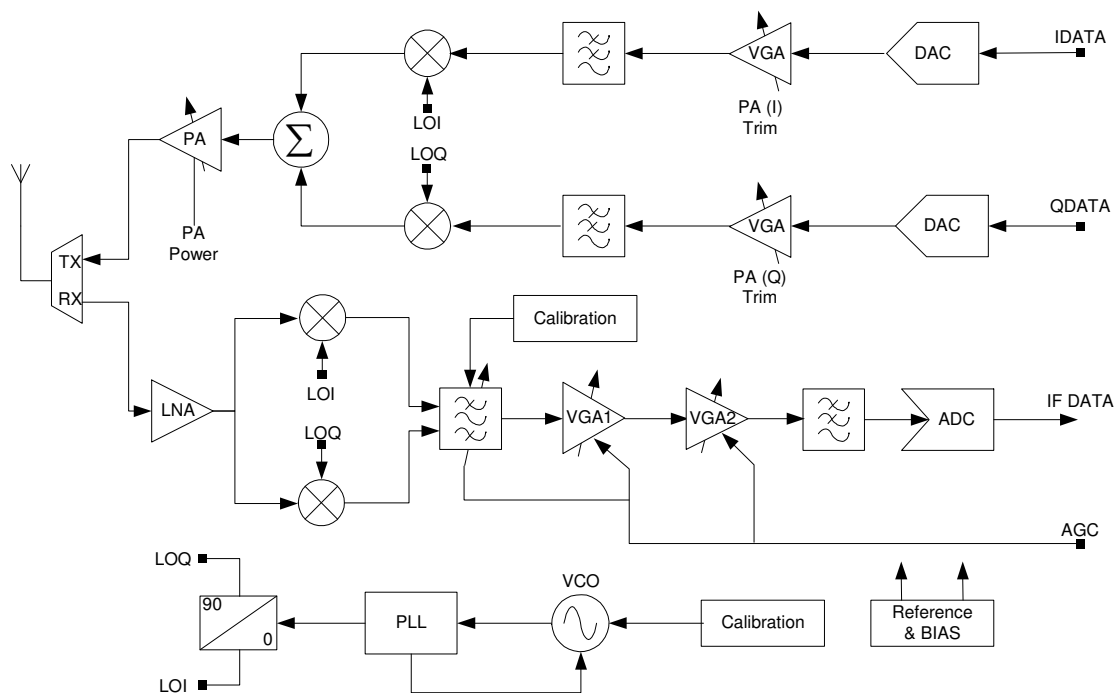 IDATA
DAC
VGA
PA (I)
Trim
LOI
PA
Σ
LOQ
PA
Power
QDATA
DAC
VGA
PA (Q)
Trim
TX
RX
Calibration
LNA
LOI
LOQ
VGA1
VGA2
ADC
IF DATA
AGC
LOQ
90
0
LOI
PLL
VCO
Calibration
Reference
& BIAS